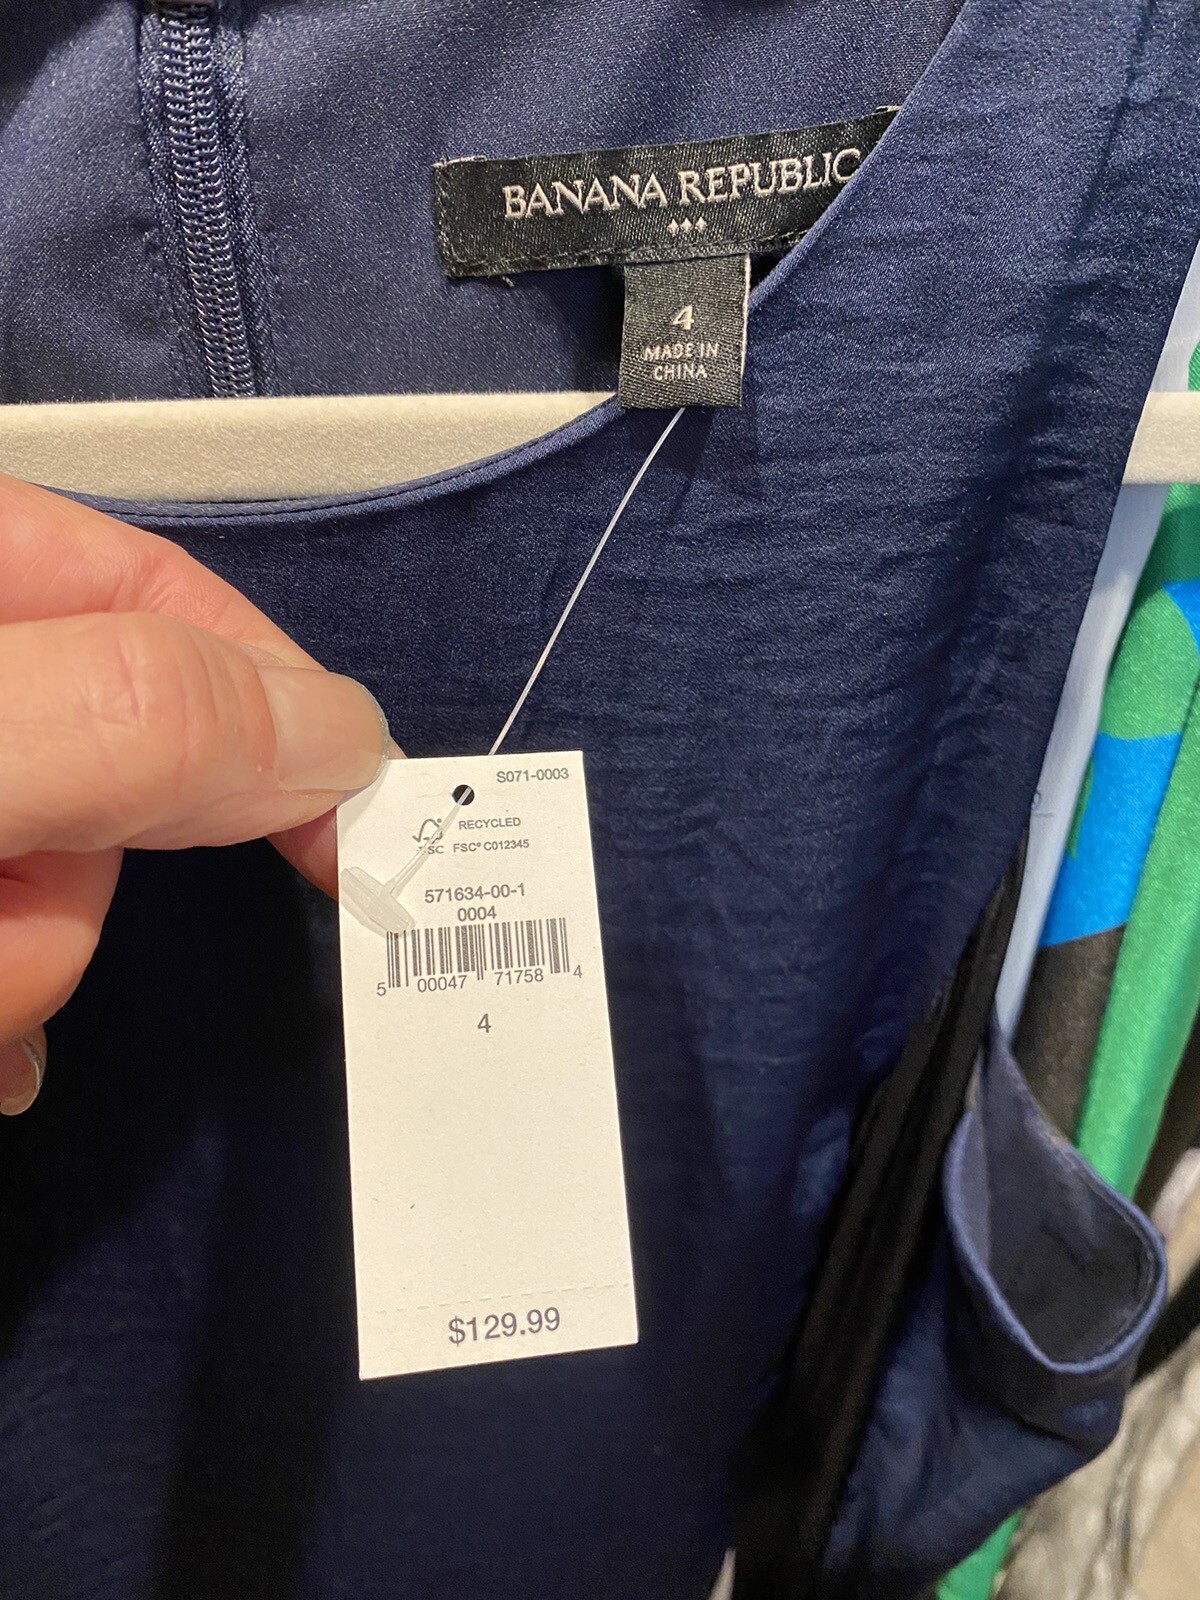 BANANA REPUBLIC
4
MADE IN
CHINA
S071-0003
RECYCLED
FSC FSC® C012345
571634-00-1
0004
5 00047 71758 4
4
$129.99